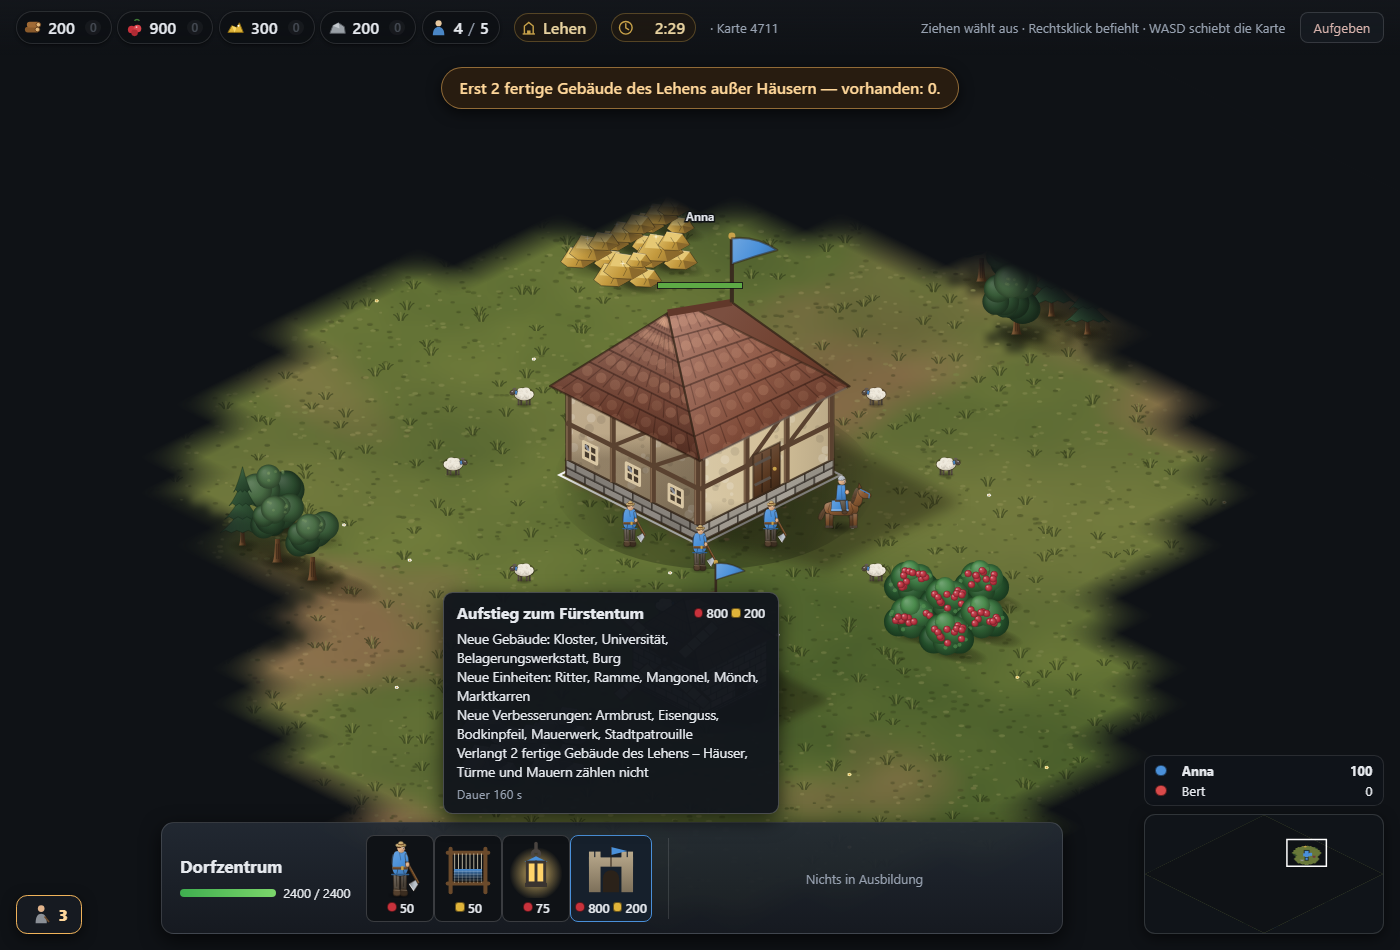 200 0 900 0 300 0 200 0 4 / 5 Lehen 2:29 · Karte 4711 Ziehen wählt aus · Rechtsklick befiehlt · WASD schiebt die Karte Aufgeben
Erst 2 fertige Gebäude des Lehens außer Häusern — vorhanden: 0.
Anna
Aufstieg zum Fürstentum 800 200
Neue Gebäude: Kloster, Universität,
Belagerungswerkstatt, Burg
Neue Einheiten: Ritter, Ramme, Mangonel, Mönch,
Marktkarren
Neue Verbesserungen: Armbrust, Eisenguss,
Bodkinpfeil, Mauerwerk, Stadtpatrouille
Verlangt 2 fertige Gebäude des Lehens – Häuser,
Türme und Mauern zählen nicht
Dauer 160 s
Anna 100
Bert 0
Dorfzentrum
2400 / 2400
50 50 75 800 200
Nichts in Ausbildung
3